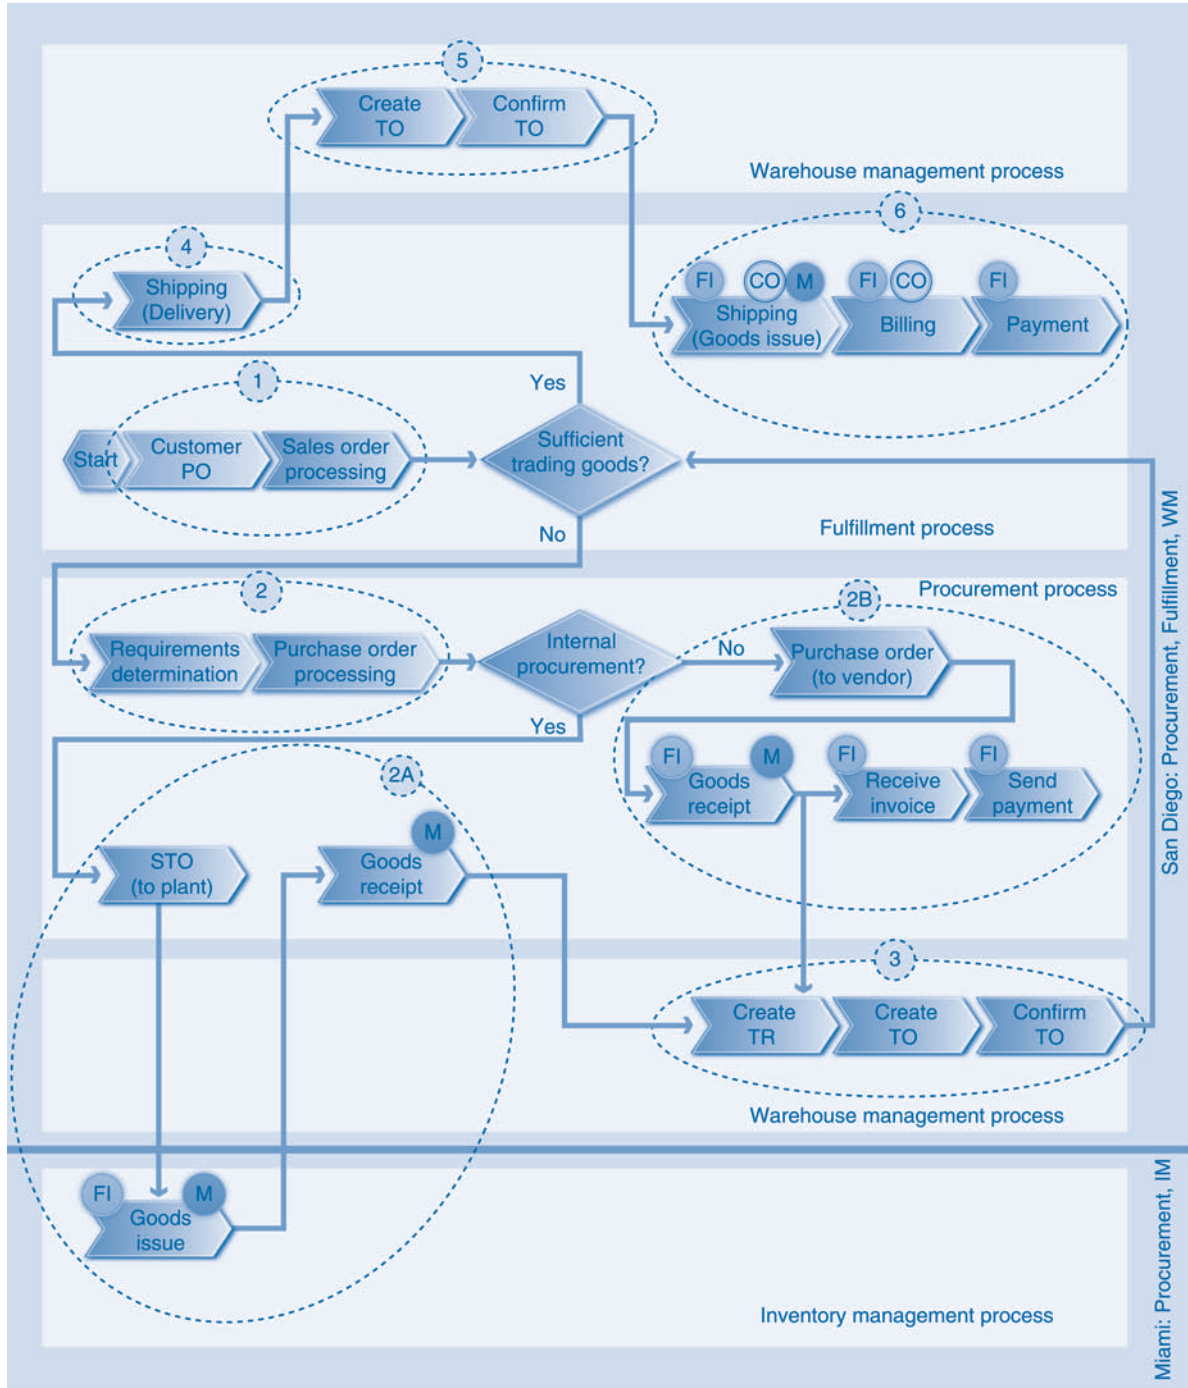 5
Create
TO
Confirm
TO
Warehouse management process
6
4
Shipping
(Delivery)
FI
CO
M
Shipping
(Goods issue)
FI
CO
Billing
FI
Payment
Yes
1
Start
Customer
PO
Sales order
processing
Sufficient
trading goods?
No
Fulfillment process
Procurement process
2
Requirements
determination
Purchase order
processing
Internal
procurement?
No
2B
Purchase order
(to vendor)
Yes
FI
M
Goods
receipt
FI
Receive
invoice
FI
Send
payment
2A
STO
(to plant)
M
Goods
receipt
3
Create
TR
Create
TO
Confirm
TO
Warehouse management process
San Diego: Procurement, Fulfillment, WM
FI
M
Goods
issue
Inventory management process
Miami: Procurement, IM